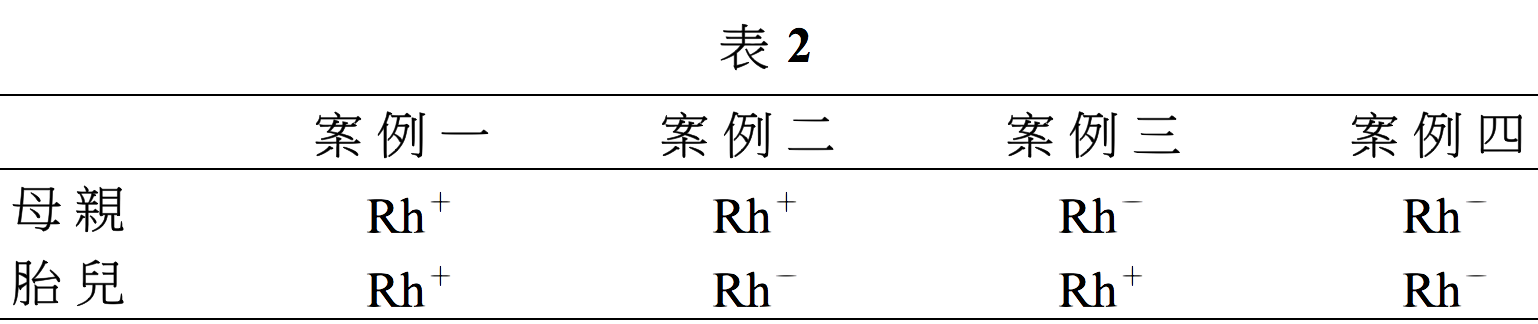 表 2
案例一 案例二 案例三 案例四
母親 Rh⁺ Rh⁺ Rh⁻ Rh⁻
胎兒 Rh⁺ Rh⁻ Rh⁺ Rh⁻